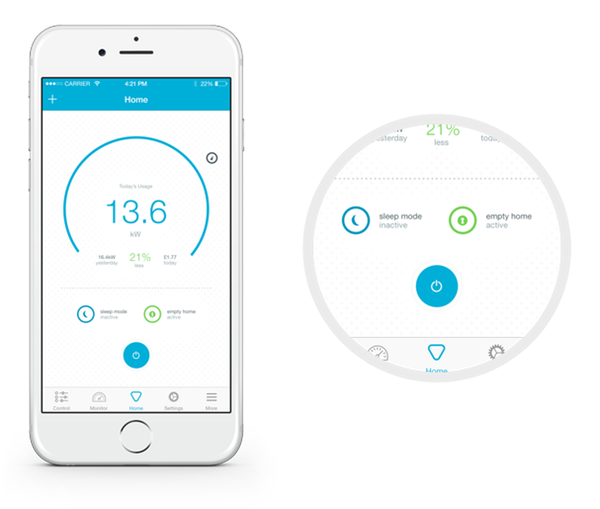 CARRIER 4:21 PM 22%
Home
Today's Usage
13.6
kW
16.4kW 21% £1.77
yesterday less today
sleep mode empty home
inactive active
Control Monitor Home Settings More
21%
yesterday less today
sleep mode empty home
inactive active
Home